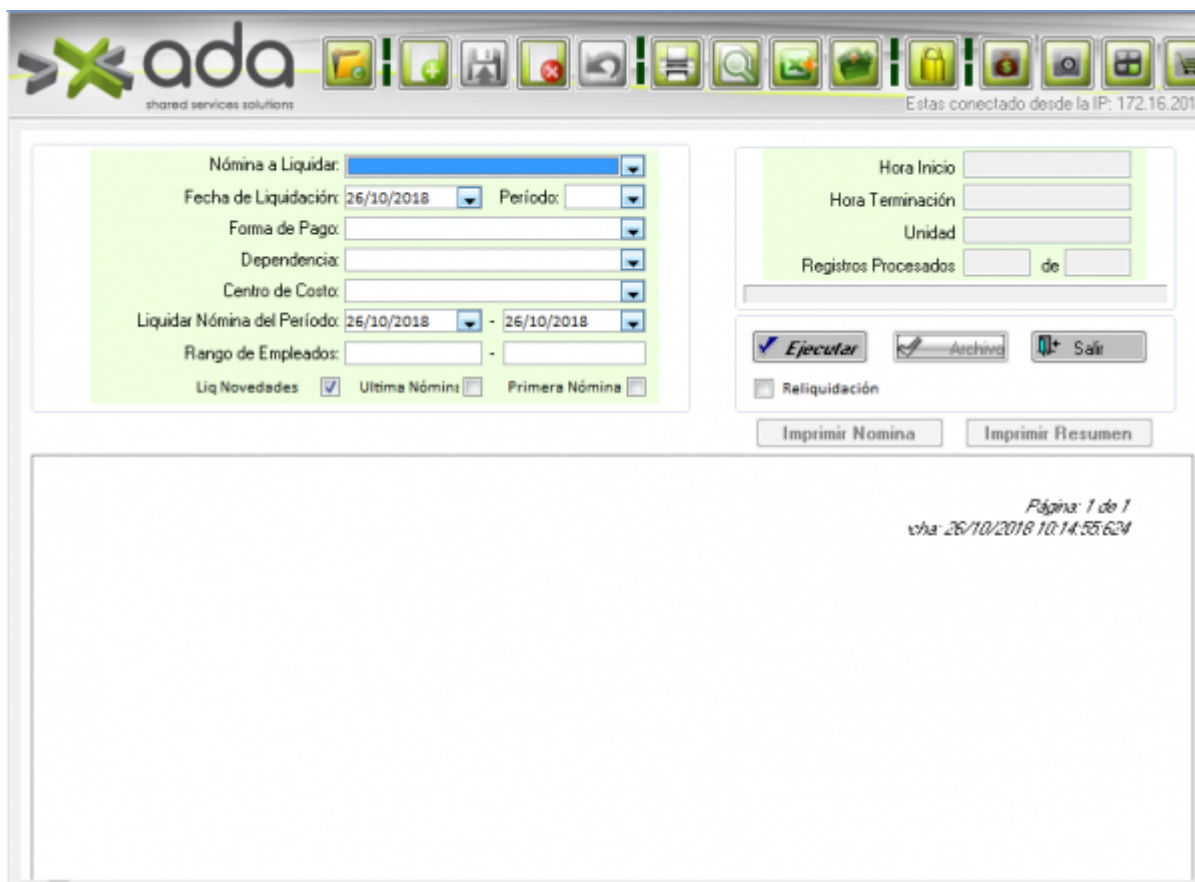 ada
shared services solutions
Estas conectado desde la IP: 172.16.201
Nómina a Liquidar:
Fecha de Liquidación: 26/10/2018 Período:
Forma de Pago:
Dependencia:
Centro de Costo:
Liquidar Nómina del Período: 26/10/2018 - 26/10/2018
Rango de Empleados: -
Liq Novedades Ultima Nómina Primera Nómina
Hora Inicio
Hora Terminación
Unidad
Registros Procesados de
Ejecutar Archivo Salir
Reliquidación
Imprimir Nomina Imprimir Resumen
Página: 1 de 1
cha: 26/10/2018 10:14:55:624